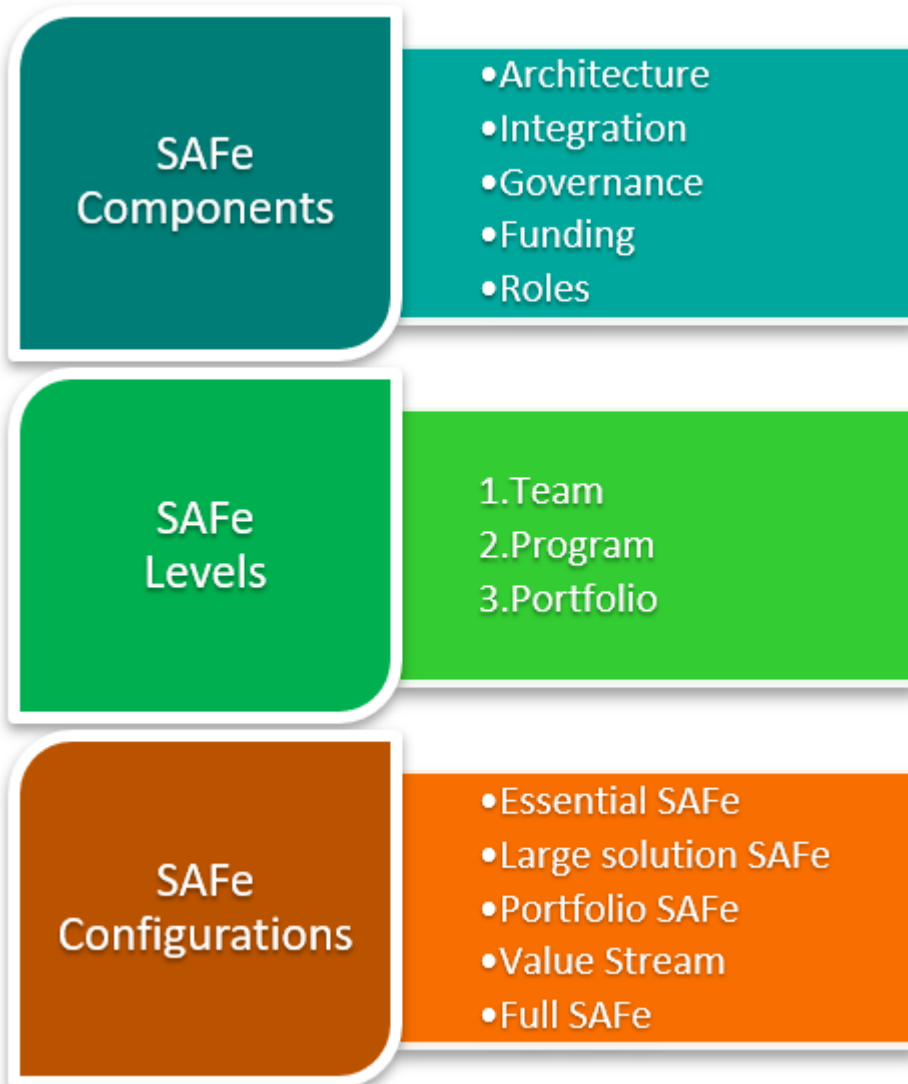 SAFe
Components
•Architecture
•Integration
•Governance
•Funding
•Roles
SAFe
Levels
1.Team
2.Program
3.Portfolio
SAFe
Configurations
•Essential SAFe
•Large solution SAFe
•Portfolio SAFe
•Value Stream
•Full SAFe